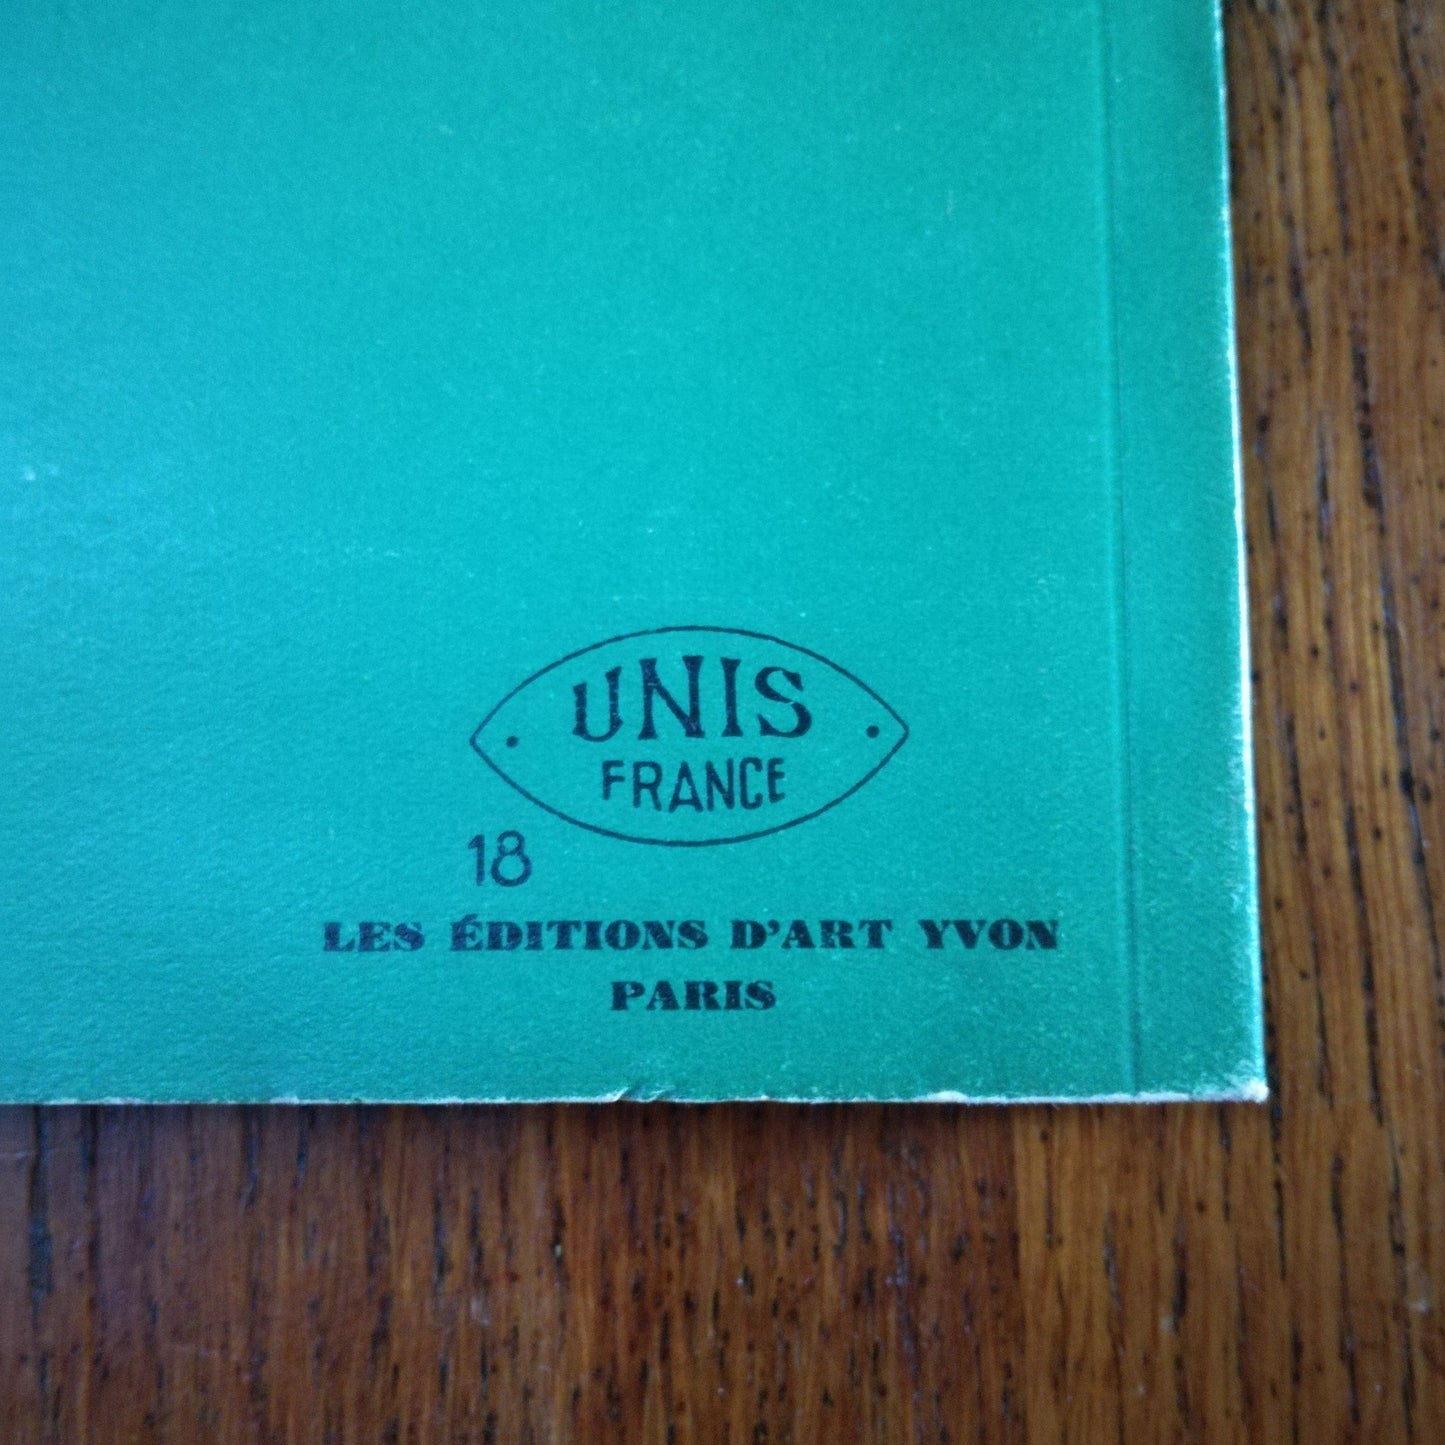 UNIS
FRANCE
18
LES ÉDITIONS D'ART YVON
PARIS